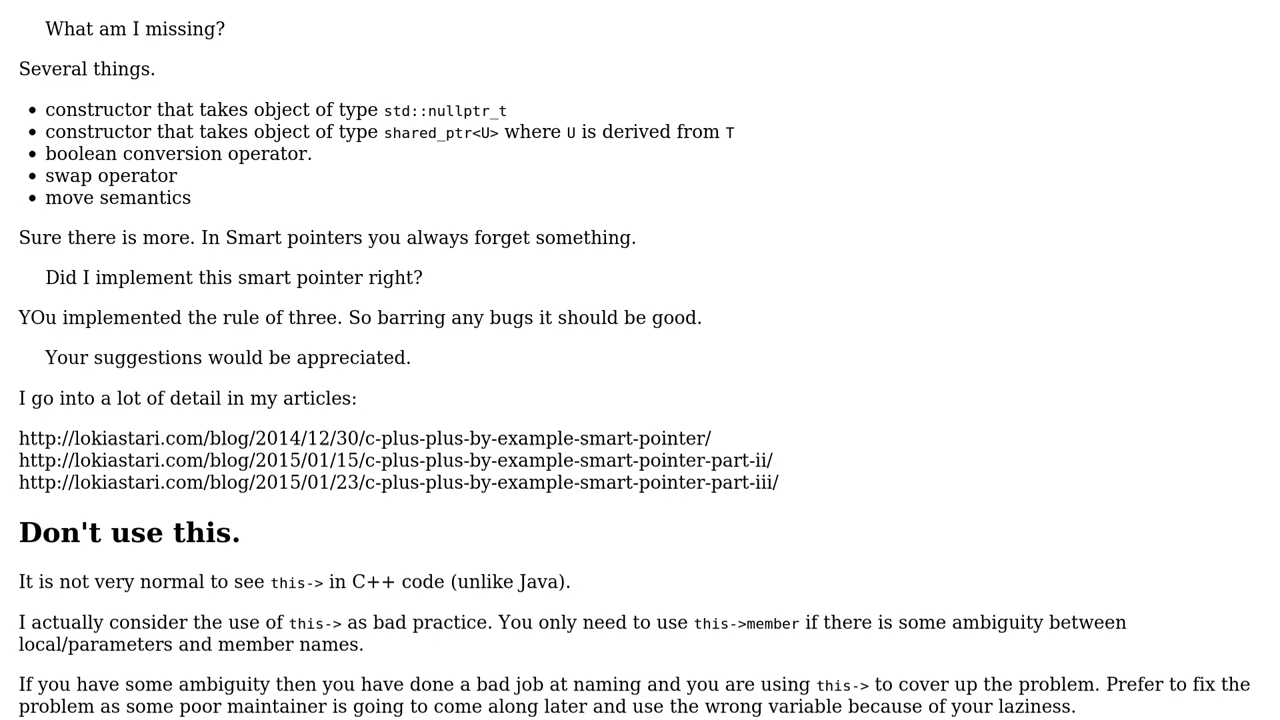 What am I missing?
Several things.
• constructor that takes object of type std::nullptr_t
• constructor that takes object of type shared_ptr<U> where U is derived from T
• boolean conversion operator.
• swap operator
• move semantics
Sure there is more. In Smart pointers you always forget something.
Did I implement this smart pointer right?
YOu implemented the rule of three. So barring any bugs it should be good.
Your suggestions would be appreciated.
I go into a lot of detail in my articles:
http://lokiastari.com/blog/2014/12/30/c-plus-plus-by-example-smart-pointer/
http://lokiastari.com/blog/2015/01/15/c-plus-plus-by-example-smart-pointer-part-ii/
http://lokiastari.com/blog/2015/01/23/c-plus-plus-by-example-smart-pointer-part-iii/
Don't use this.
It is not very normal to see this-> in C++ code (unlike Java).
I actually consider the use of this-> as bad practice. You only need to use this->member if there is some ambiguity between
local/parameters and member names.
If you have some ambiguity then you have done a bad job at naming and you are using this-> to cover up the problem. Prefer to fix the
problem as some poor maintainer is going to come along later and use the wrong variable because of your laziness.